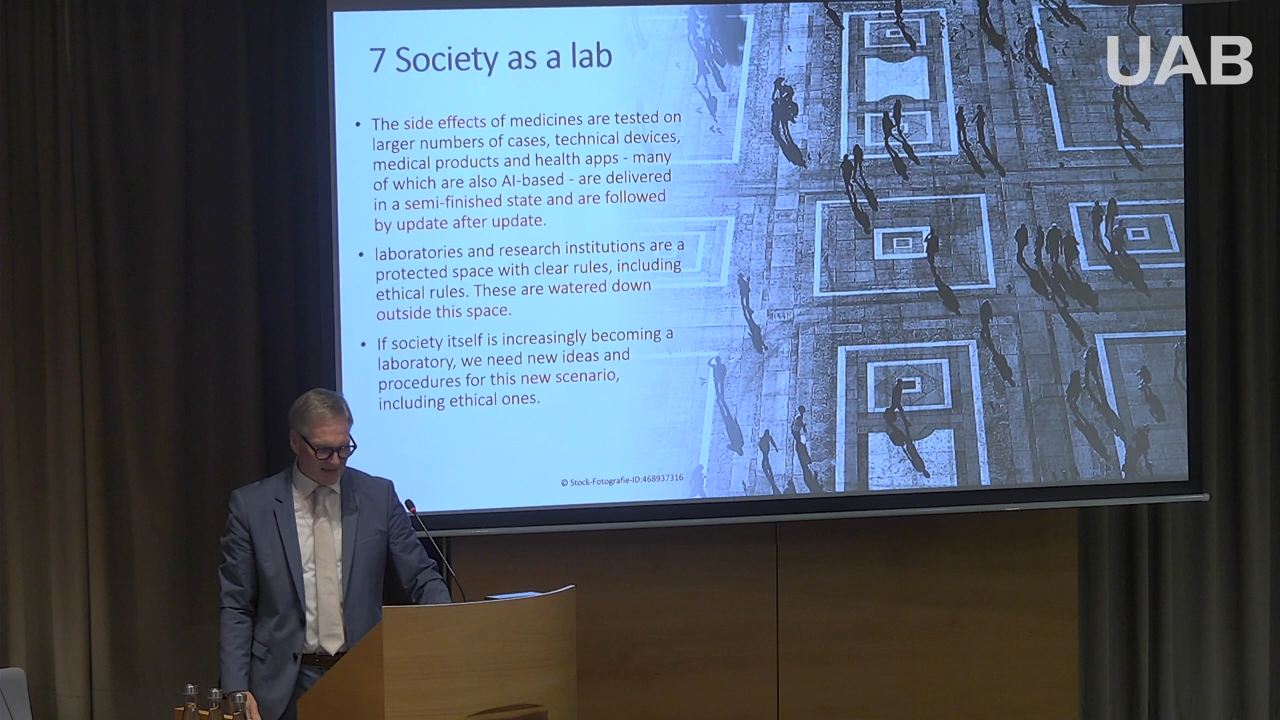 UAB
7 Society as a lab
• The side effects of medicines are tested on
larger numbers of cases, technical devices,
medical products and health apps - many
of which are also AI-based - are delivered
in a semi-finished state and are followed
by update after update.
• laboratories and research institutions are a
protected space with clear rules, including
ethical rules. These are watered down
outside this space.
• If society itself is increasingly becoming a
laboratory, we need new ideas and
procedures for this new scenario,
including ethical ones.
© Stock-Fotografie-ID:468937316